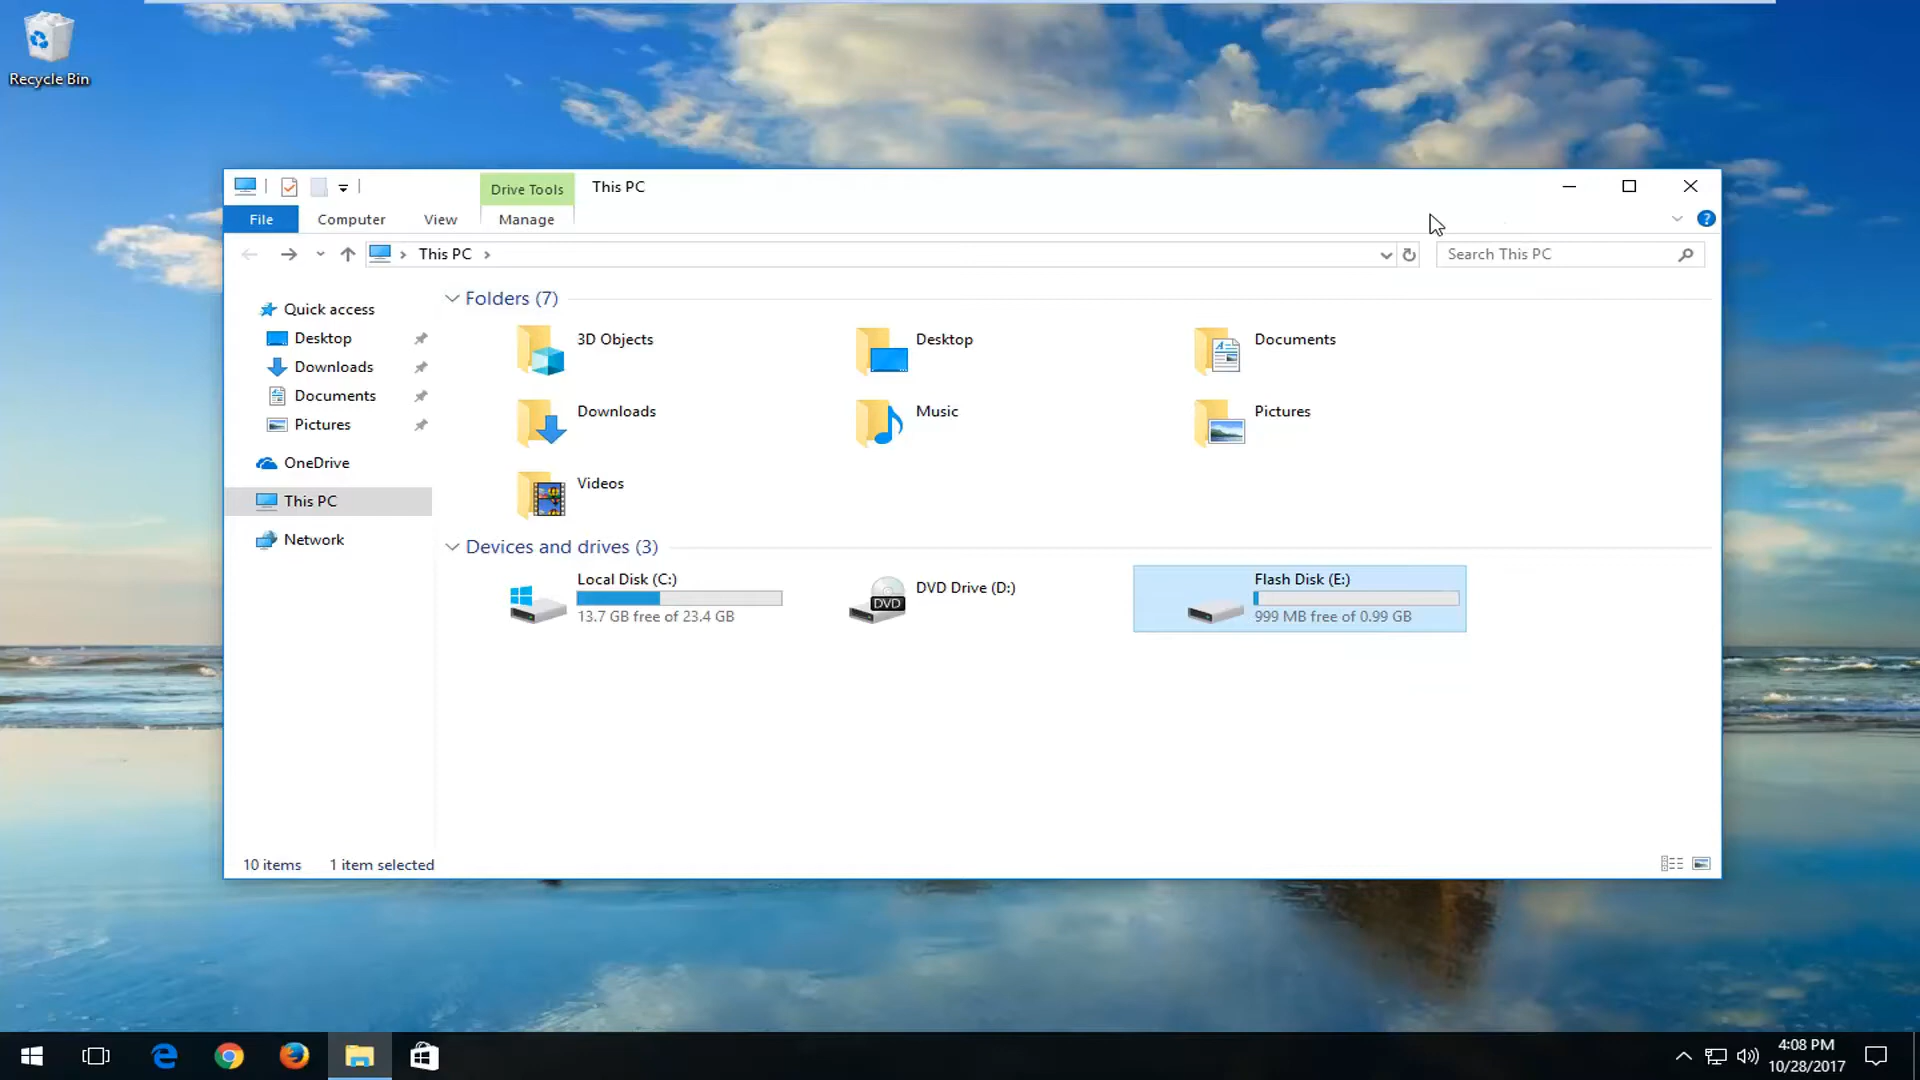 Recycle Bin
Drive Tools
This PC
File
Computer
View
Manage
?
This PC
Search This PC
Quick access
Desktop
Downloads
Documents
Pictures
OneDrive
This PC
Network
Folders (7)
3D Objects
Desktop
Documents
Downloads
Music
Pictures
Videos
Devices and drives (3)
Local Disk (C:)
13.7 GB free of 23.4 GB
DVD
DVD Drive (D:)
Flash Disk (E:)
999 MB free of 0.99 GB
10 items
1 item selected
4:08 PM
10/28/2017